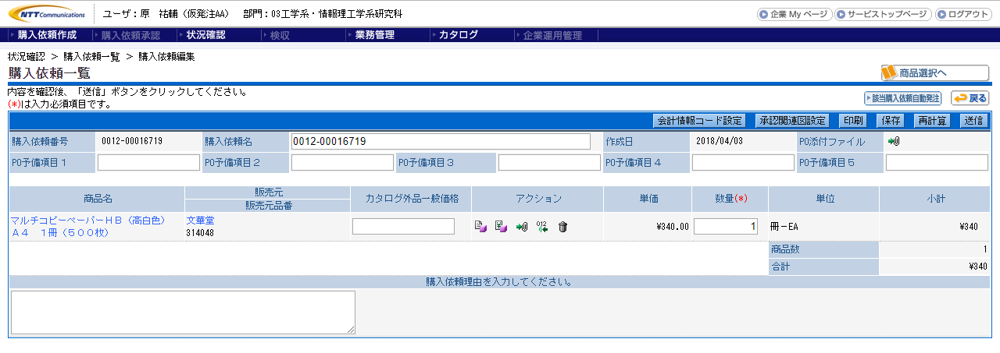 NTT Communications ユーザ：原　祐輔（仮発注AA）　部門：03工学系・情報理工学系研究科 企業 My ページ サービストップページ ログアウト
購入依頼作成 購入依頼承認 状況確認 検収 業務管理 カタログ 企業運用管理
状況確認 ＞ 購入依頼一覧 ＞ 購入依頼編集
購入依頼一覧 商品選択へ
内容を確認後、「送信」ボタンをクリックしてください。
(*)は入力必須項目です。 該当購入依頼自動発注 戻る
会計情報コード設定 承認関連図設定 印刷 保存 再計算 送信
購入依頼番号 0012-00016719 購入依頼名 0012-00016719 作成日 2018/04/03 PO添付ファイル
PO予備項目１ PO予備項目２ PO予備項目３ PO予備項目４ PO予備項目５
商品名 販売元 カタログ外品一般価格 アクション 単価 数量(*) 単位 小計
販売元品番
マルチコピーペーパーＨＢ（高白色） 文華堂 012 ¥340.00 1 冊－EA ¥340
Ａ４　１冊（５００枚） 314048
商品数 1
合計 ¥340
購入依頼理由を入力してください。